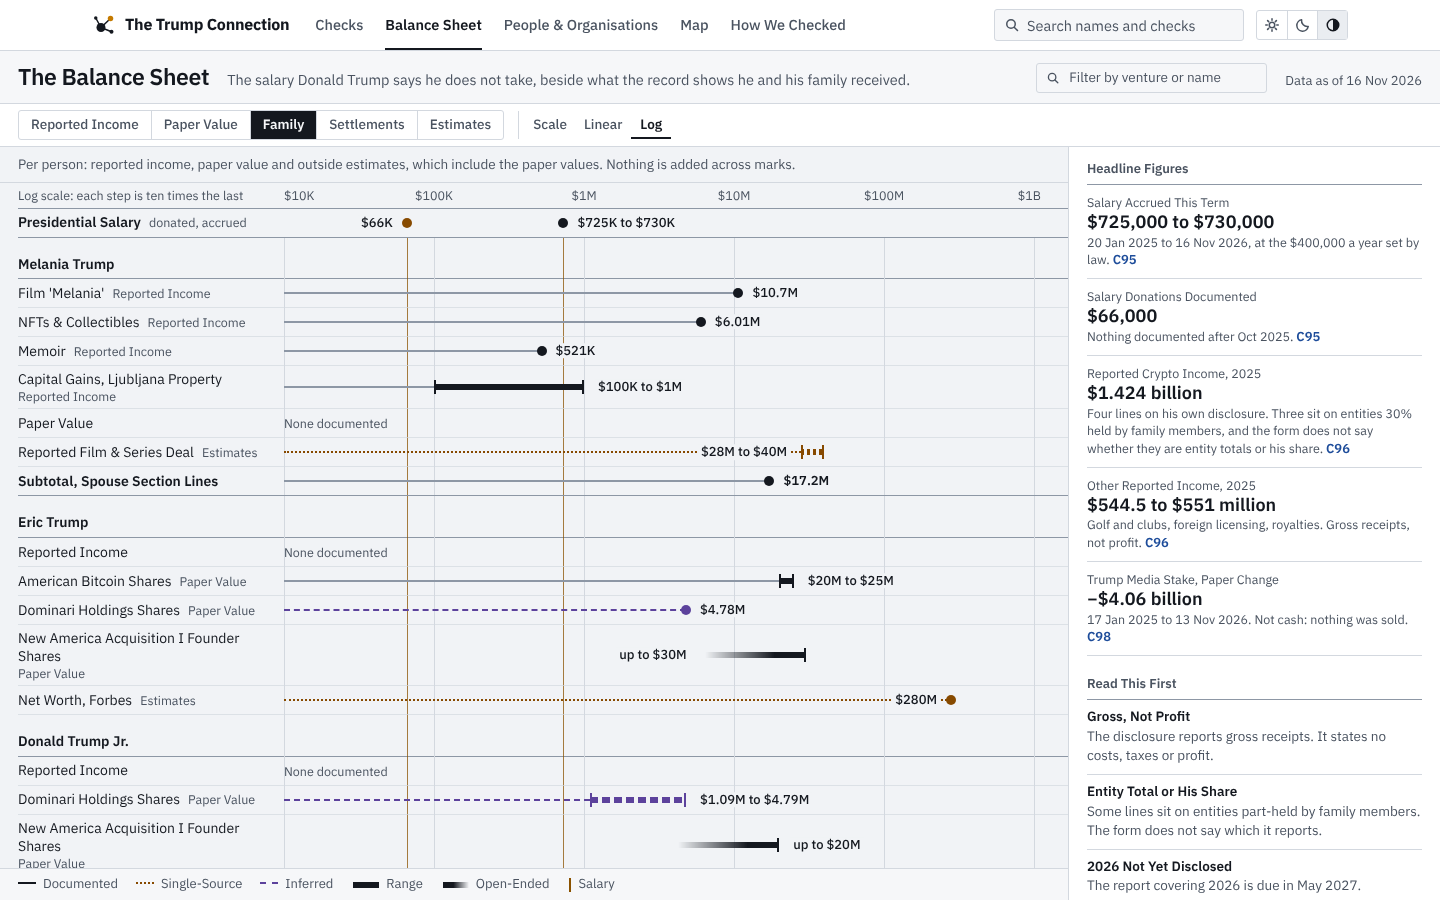 The Trump Connection
Checks
Balance Sheet
People & Organisations
Map
How We Checked
Search names and checks
The Balance Sheet
The salary Donald Trump says he does not take, beside what the record shows he and his family received.
Filter by venture or name
Data as of 16 Nov 2026
Reported Income
Paper Value
Family
Settlements
Estimates
Scale
Linear
Log
Per person: reported income, paper value and outside estimates, which include the paper values. Nothing is added across marks.
Log scale: each step is ten times the last
$10K
$100K
$1M
$10M
$100M
$1B
Presidential Salary donated, accrued
$66K
$725K to $730K
Melania Trump
Film 'Melania' Reported Income
$10.7M
NFTs & Collectibles Reported Income
$6.01M
Memoir Reported Income
$521K
Capital Gains, Ljubljana Property
Reported Income
$100K to $1M
Paper Value
None documented
Reported Film & Series Deal Estimates
$28M to $40M
Subtotal, Spouse Section Lines
$17.2M
Eric Trump
Reported Income
None documented
American Bitcoin Shares Paper Value
$20M to $25M
Dominari Holdings Shares Paper Value
$4.78M
New America Acquisition I Founder
Shares
Paper Value
up to $30M
Net Worth, Forbes Estimates
$280M
Donald Trump Jr.
Reported Income
None documented
Dominari Holdings Shares Paper Value
$1.09M to $4.79M
New America Acquisition I Founder
Shares
Paper Value
up to $20M
Documented
Single-Source
Inferred
Range
Open-Ended
Salary
Headline Figures
Salary Accrued This Term
$725,000 to $730,000
20 Jan 2025 to 16 Nov 2026, at the $400,000 a year set by
law. C95
Salary Donations Documented
$66,000
Nothing documented after Oct 2025. C95
Reported Crypto Income, 2025
$1.424 billion
Four lines on his own disclosure. Three sit on entities 30%
held by family members, and the form does not say
whether they are entity totals or his share. C96
Other Reported Income, 2025
$544.5 to $551 million
Golf and clubs, foreign licensing, royalties. Gross receipts,
not profit. C96
Trump Media Stake, Paper Change
−$4.06 billion
17 Jan 2025 to 13 Nov 2026. Not cash: nothing was sold.
C98
Read This First
Gross, Not Profit
The disclosure reports gross receipts. It states no
costs, taxes or profit.
Entity Total or His Share
Some lines sit on entities part-held by family members.
The form does not say which it reports.
2026 Not Yet Disclosed
The report covering 2026 is due in May 2027.